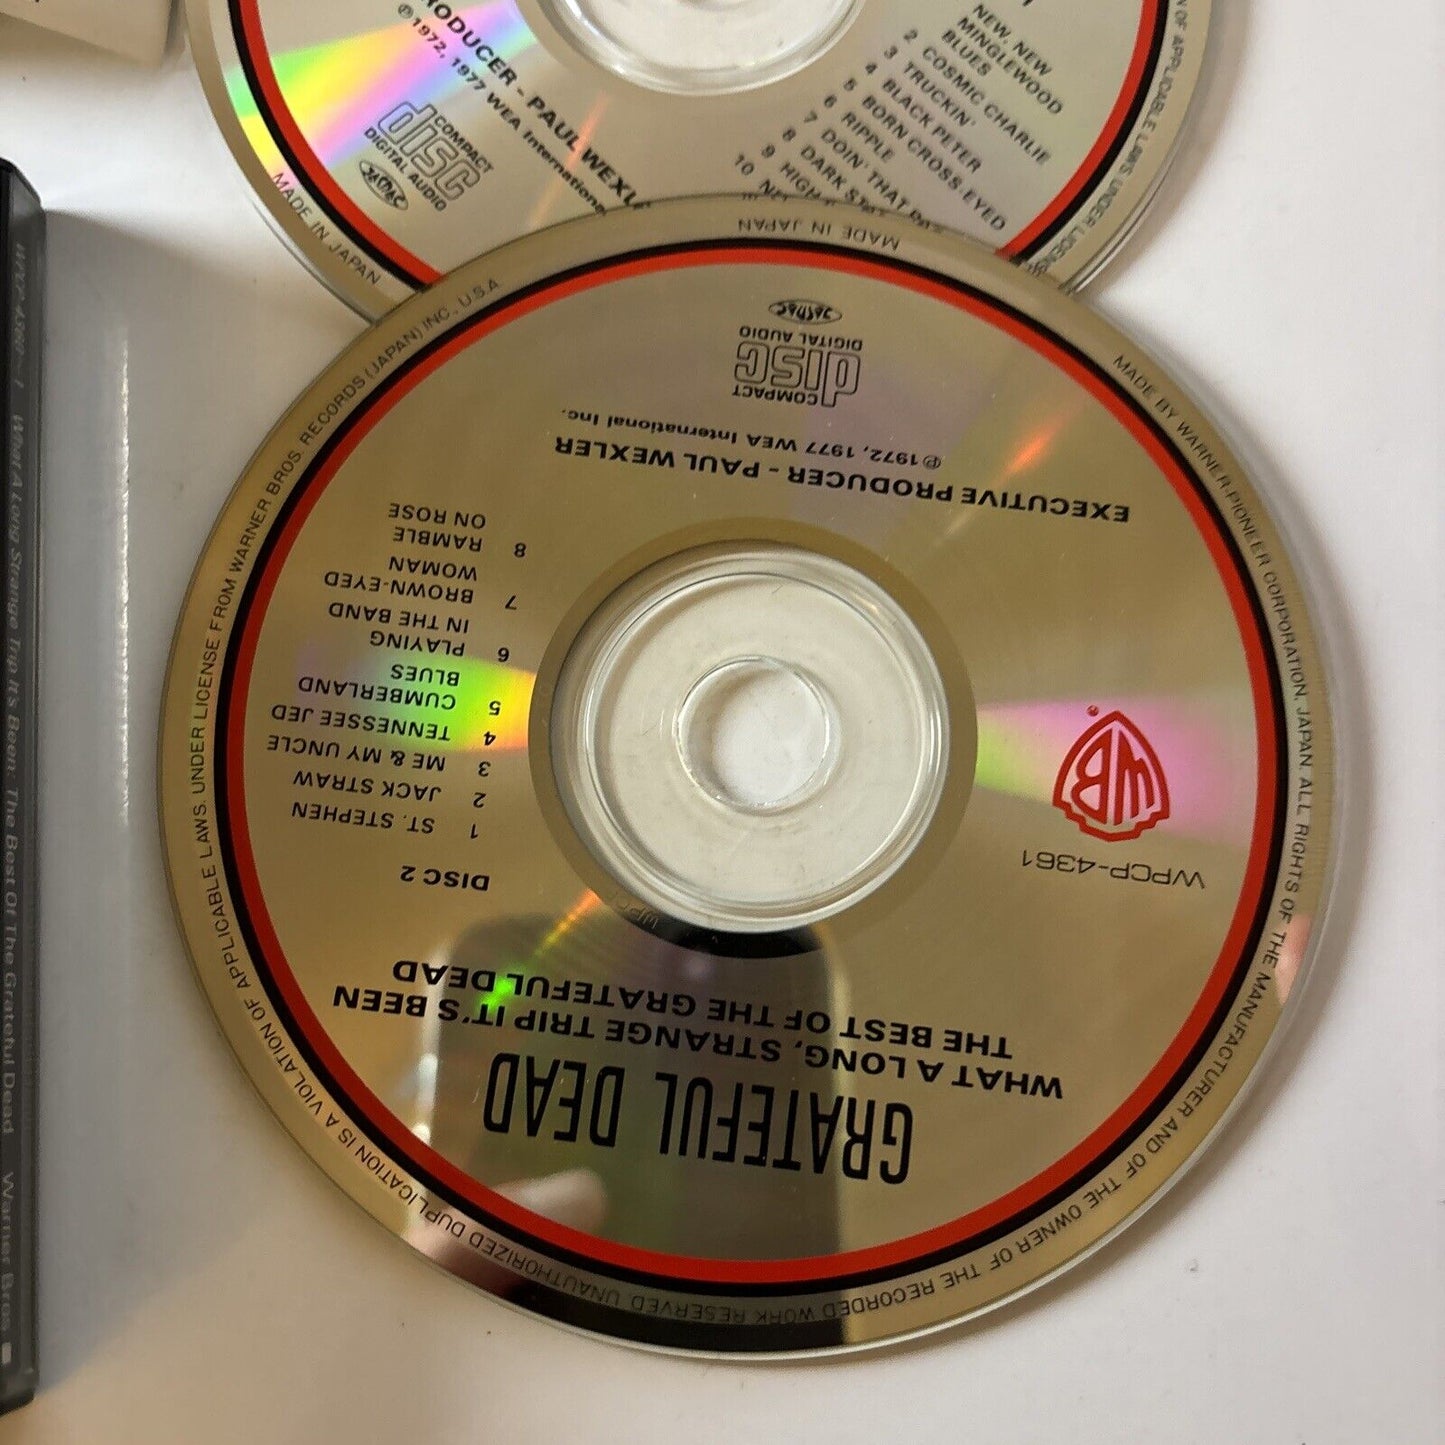 GRATEFUL DEAD
WHAT A LONG, STRANGE TRIP IT'S BEEN
THE BEST OF THE GRATEFUL DEAD
WPCP-4361
WB
®
DISC 2
1 ST. STEPHEN
2 JACK STRAW
3 ME & MY UNCLE
4 TENNESSEE JED
5 CUMBERLAND
BLUES
6 PLAYING
IN THE BAND
7 BROWN-EYED
WOMAN
8 RAMBLE
ON ROSE
EXECUTIVE PRODUCER - PAUL WEXLER
℗1972, 1977 WEA International Inc.
COMPACT
disc
DIGITAL AUDIO
JASRAC
MADE IN JAPAN
MADE BY WARNER-PIONEER CORPORATION, JAPAN. ALL RIGHTS OF THE MANUFACTURER AND OF THE OWNER OF THE RECORDED WORK RESERVED. UNAUTHORIZED DUPLICATION IS A VIOLATION OF APPLICABLE LAWS. UNDER LICENSE FROM WARNER BROS. RECORDS (JAPAN) INC., U.S.A
NEW, NEW
MINGLEWOOD
BLUES
2 COSMIC CHARLIE
3 TRUCKIN'
4 BLACK PETER
5 BORN CROSS-EYED
6 RIPPLE
7 DOIN' THAT
8 DARK
9 HIGH
10
PRODUCER - PAUL
℗1972, 1977 WEA International
COMPACT
disc
DIGITAL AUDIO
JASRAC
MADE IN JAPAN
OF APPLICABLE LAWS. UNDER
What A Long Strange Trip It's Been: The Best Of The Grateful Dead Warner Bros.